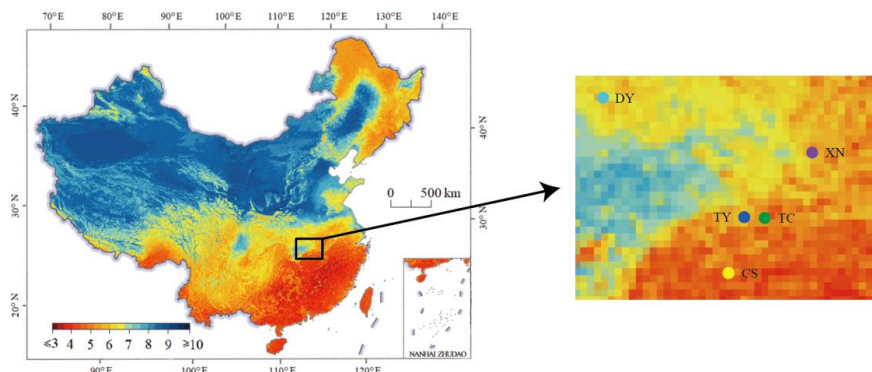 70°E 80°E 90°E 100°E 110°E 120°E 130°E 140°E
40°N
30°N
20°N
40°N
30°N
0 500 km
≤3 4 5 6 7 8 9 ≥10
NANHAI ZHUDAO
90°E 100°E 110°E 120°E
DY
XN
TY
TC
CS